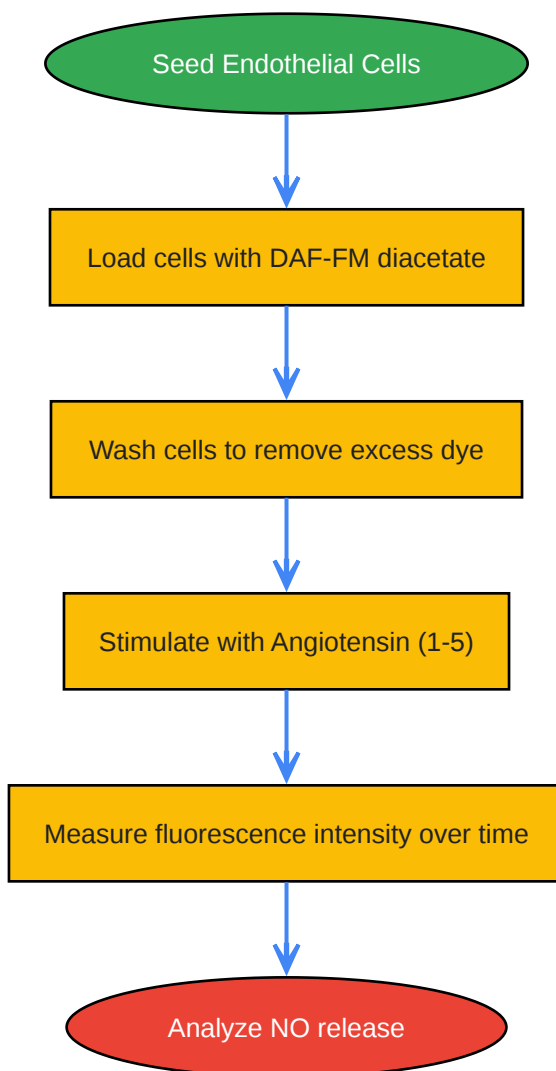 Seed Endothelial Cells
Load cells with DAF-FM diacetate
Wash cells to remove excess dye
Stimulate with Angiotensin (1-5)
Measure fluorescence intensity over time
Analyze NO release